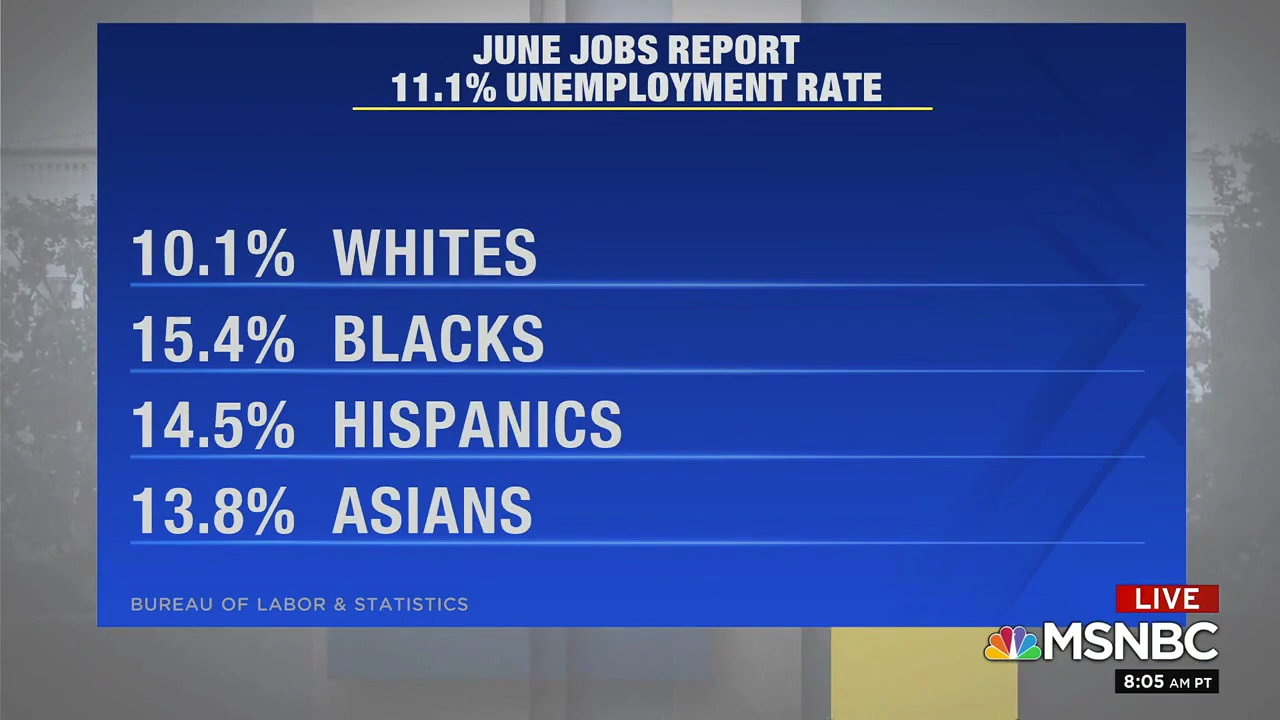 JUNE JOBS REPORT
11.1% UNEMPLOYMENT RATE
10.1% WHITES
15.4% BLACKS
14.5% HISPANICS
13.8% ASIANS
BUREAU OF LABOR & STATISTICS
LIVE
MSNBC
8:05 AM PT